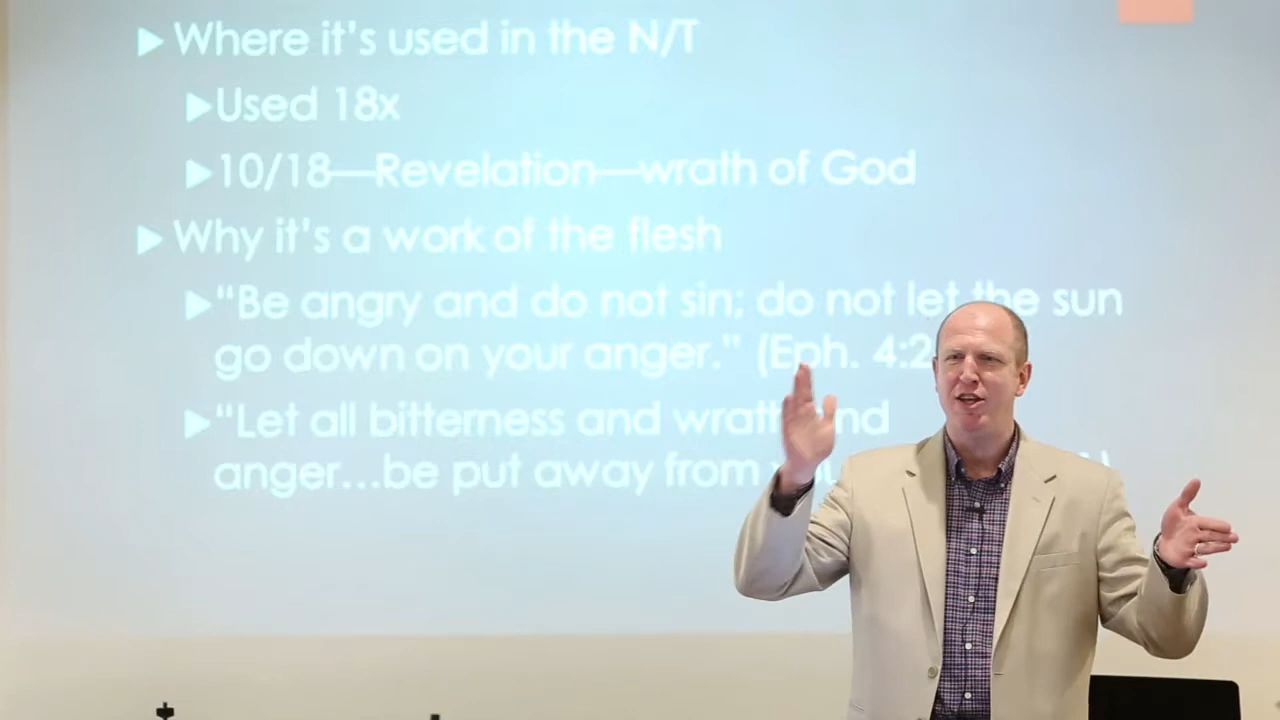 Where it's used in the N/T
Used 18x
10/18—Revelation—wrath of God
Why it's a work of the flesh
“Be angry and do not sin; do not let the sun
go down on your anger.” (Eph. 4:2
“Let all bitterness and wrath and
anger…be put away from